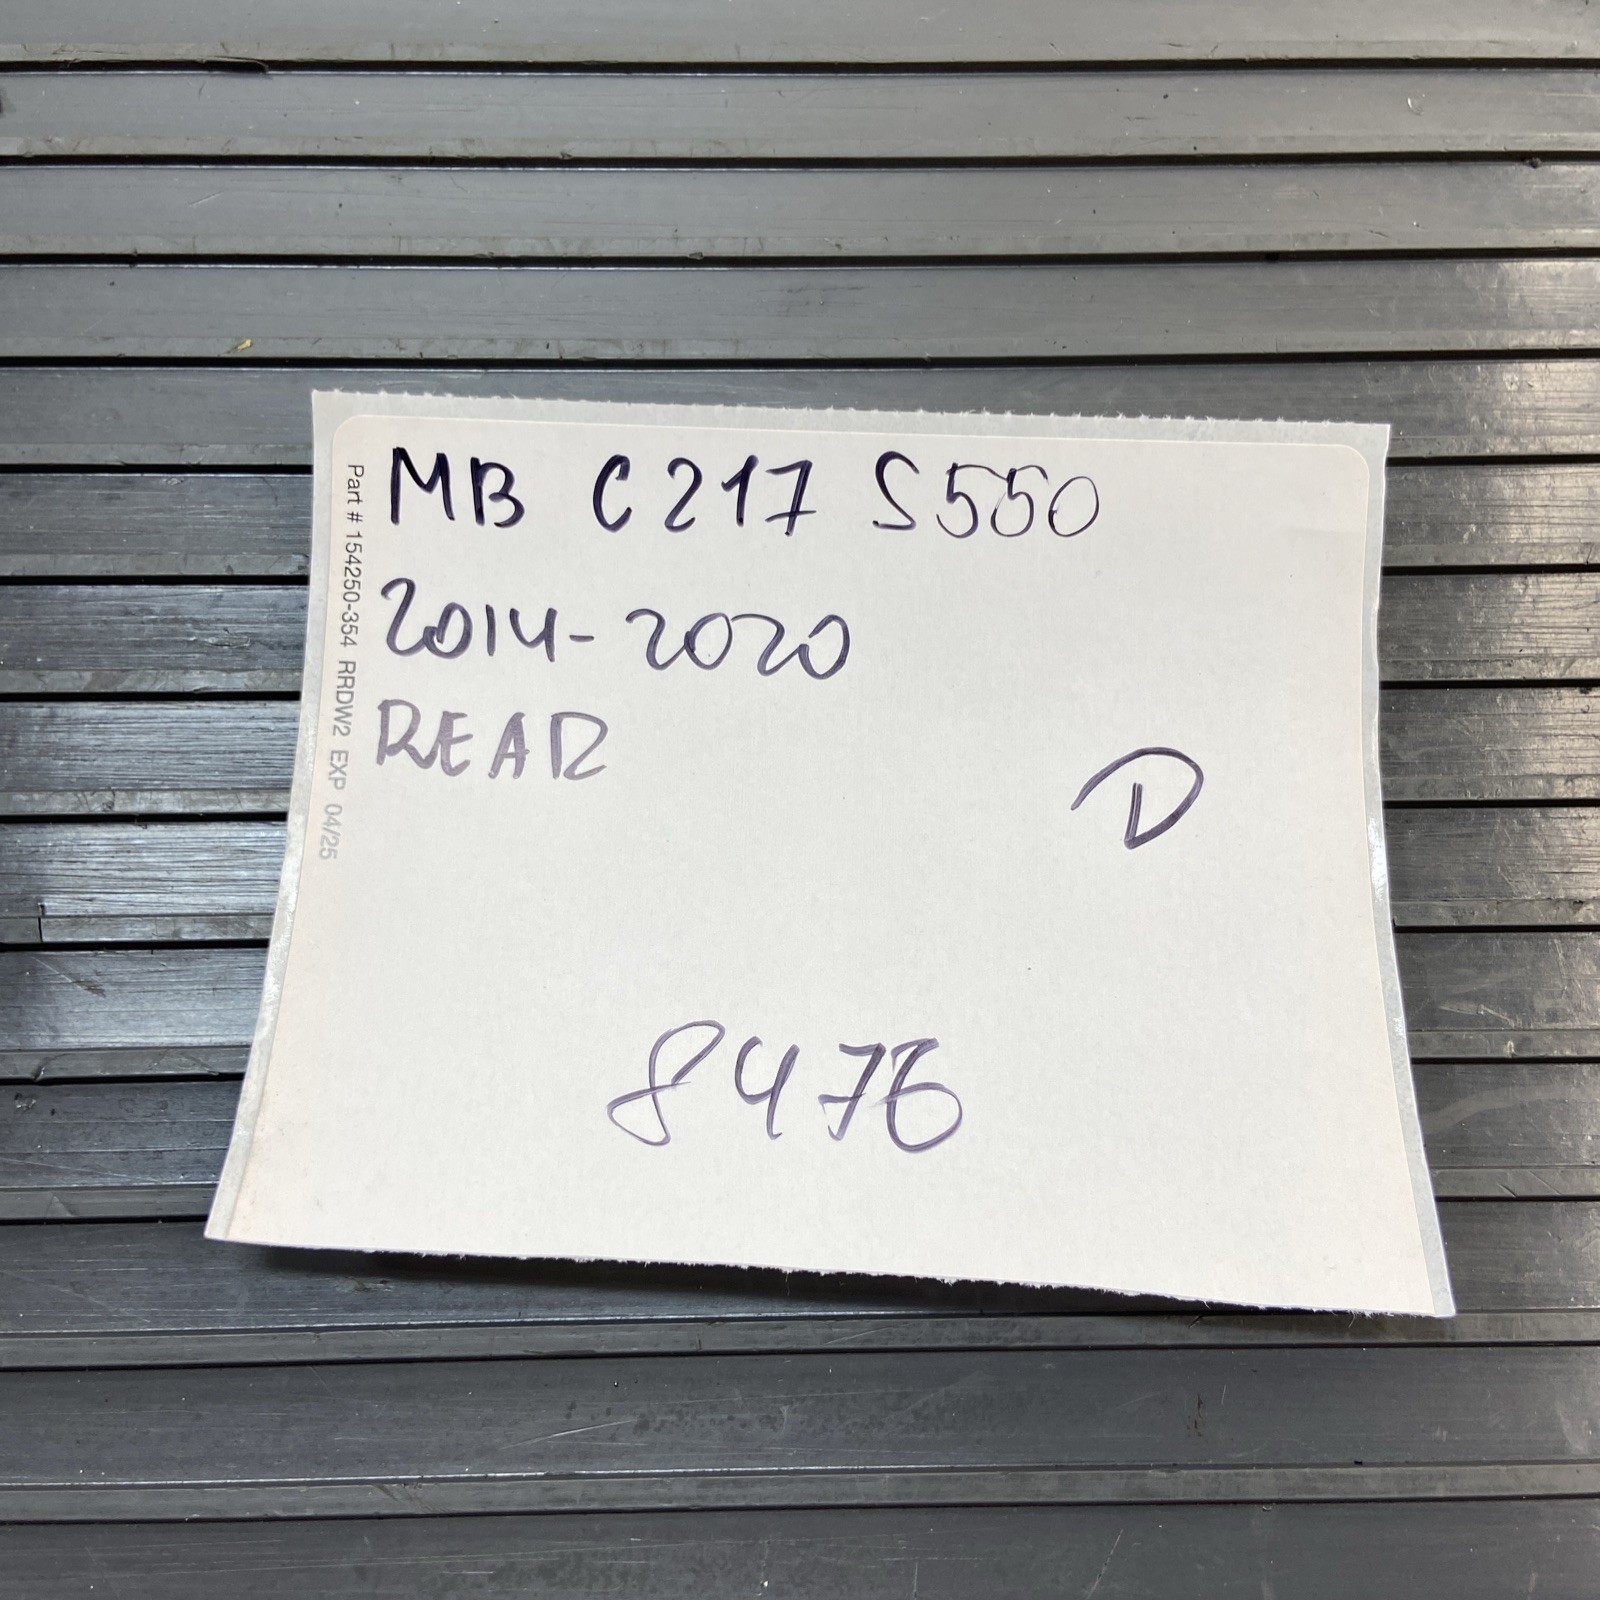 MB C217 S550
2014-2020
REAR
D
8476
Part # 154250-354 RRDW2 EXP 04/25